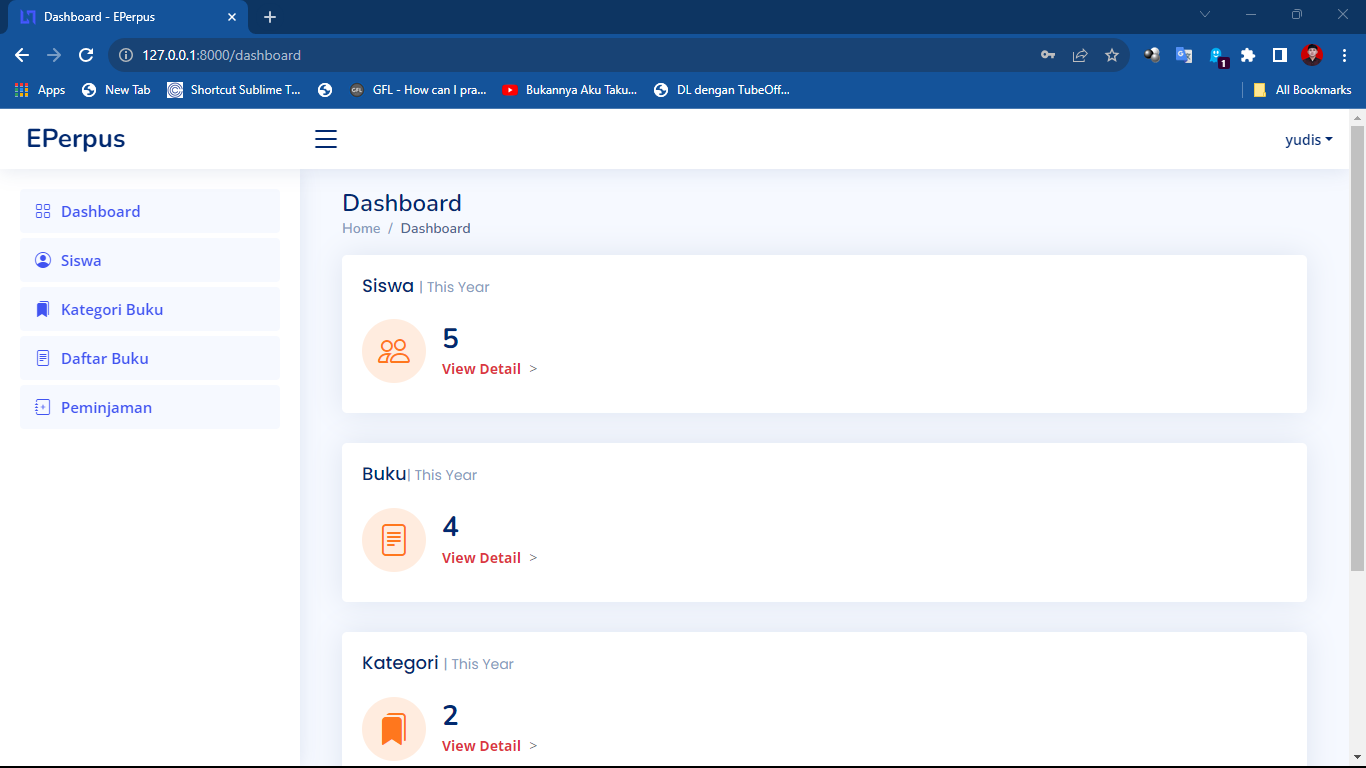 Dashboard - EPerpus
127.0.0.1:8000/dashboard
1
Apps
New Tab
Shortcut Sublime T...
GFL
GFL - How can I pra...
Bukannya Aku Taku...
DL dengan TubeOff...
All Bookmarks
EPerpus
yudis
Dashboard
Siswa
Kategori Buku
Daftar Buku
Peminjaman
Dashboard
Home / Dashboard
Siswa | This Year
5
View Detail >
Buku| This Year
4
View Detail >
Kategori | This Year
2
View Detail >